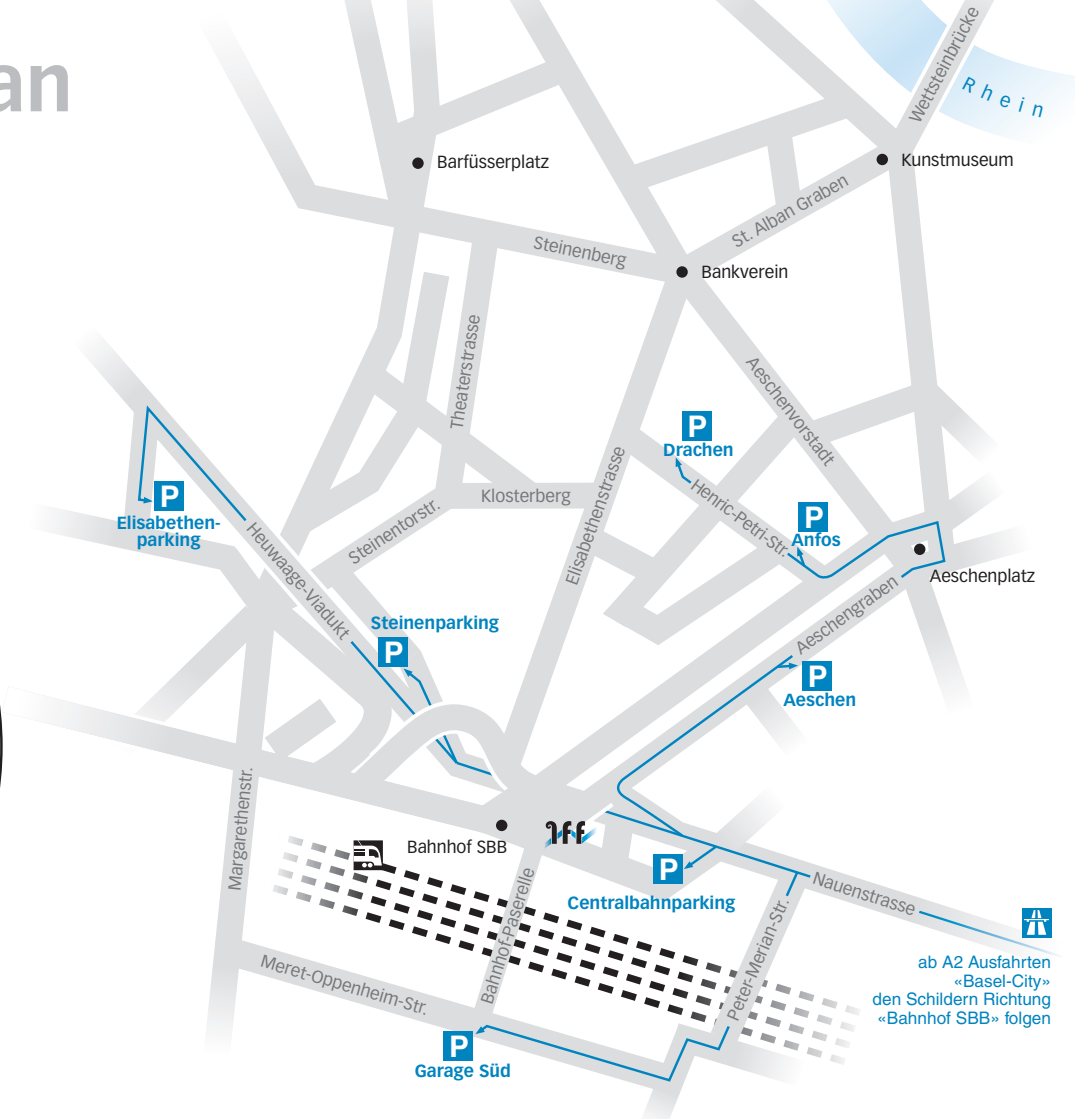 an
Wettsteinbrücke
Rhein
Barfüsserplatz
Kunstmuseum
St. Alban Graben
Steinenberg
Bankverein
Theaterstrasse
Aeschenvorstadt
P
Drachen
Elisabethenstrasse
Henric-Petri-Str.
P
Elisabethen-
parking
Klosterberg
Steinentorstr.
P
Anfos
Heuwaage-Viadukt
Aeschenplatz
Aeschengraben
Steinenparking
P
P
Aeschen
Margarethenstr.
Bahnhof SBB
Iff
P
Centralbahnparking
Nauenstrasse
Bahnhof-Paserelle
Peter-Merian-Str.
Meret-Oppenheim-Str.
ab A2 Ausfahrten
«Basel-City»
den Schildern Richtung
«Bahnhof SBB» folgen
P
Garage Süd